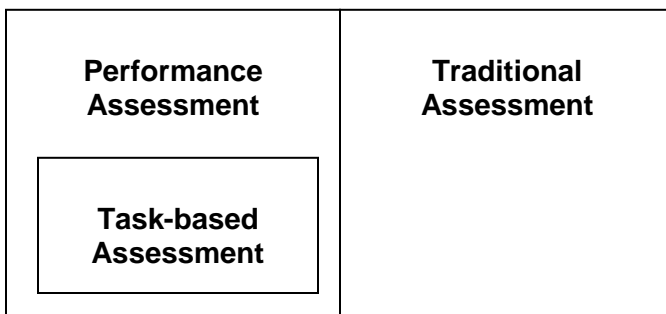 Performance
Assessment
Traditional
Assessment
Task-based
Assessment